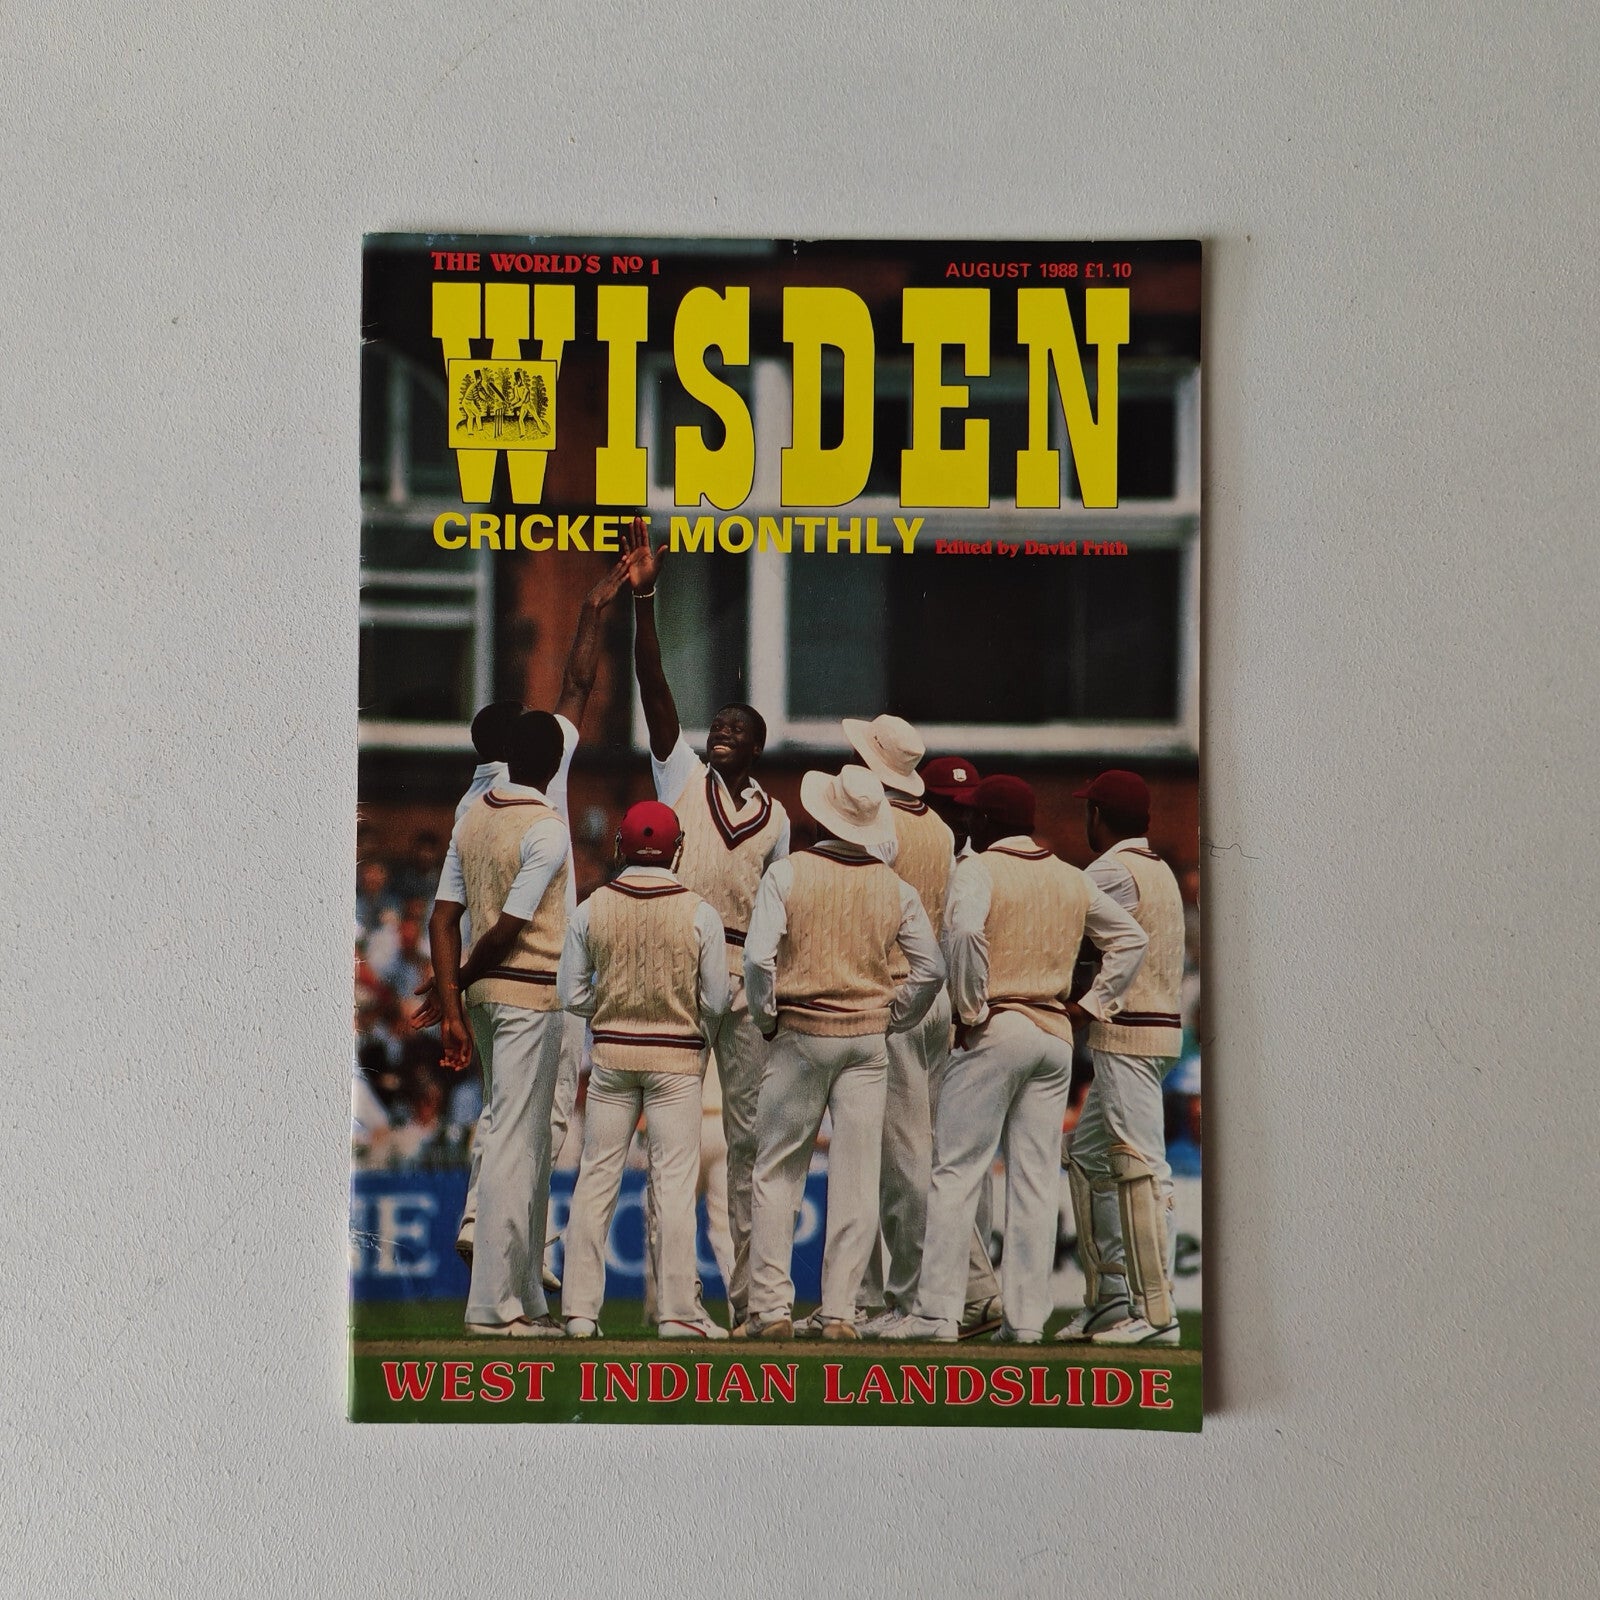 THE WORLD'S Nº 1
AUGUST 1988 £1.10
WISDEN
CRICKET MONTHLY
Edited by David Frith
WEST INDIAN LANDSLIDE